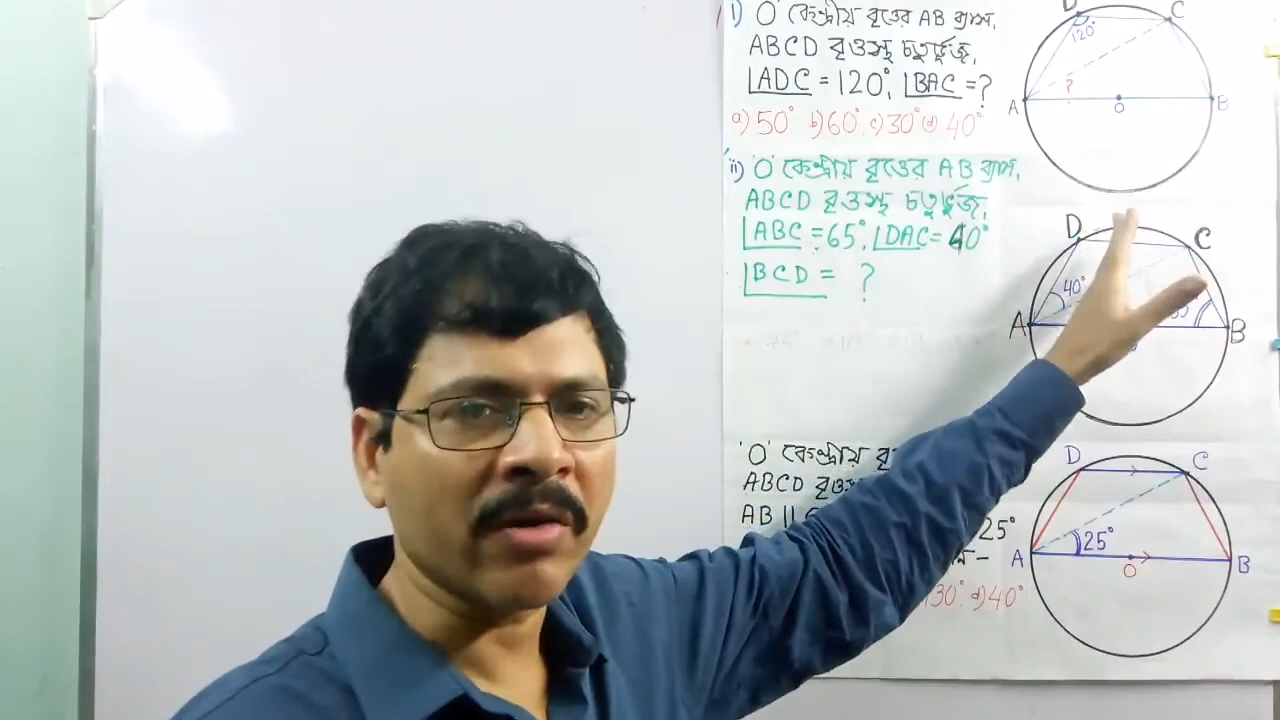 i) 'O' কেন্দ্রীয় বৃত্তের AB ব্যাস,
ABCD বৃত্তস্থ চতুর্ভুজ,
∠ADC = 120°, ∠BAC = ?
a) 50° b) 60° c) 30° d) 40°
D C
120°
?
A O B
ii) 'O' কেন্দ্রীয় বৃত্তের AB ব্যাস,
ABCD বৃত্তস্থ চতুর্ভুজ,
∠ABC = 65°, ∠DAC = 40°
∠BCD = ?
D C
40°
A B
'O' কেন্দ্রীয়
ABCD
AB ||
25°
30°. d) 40°
D C
25°
A O B